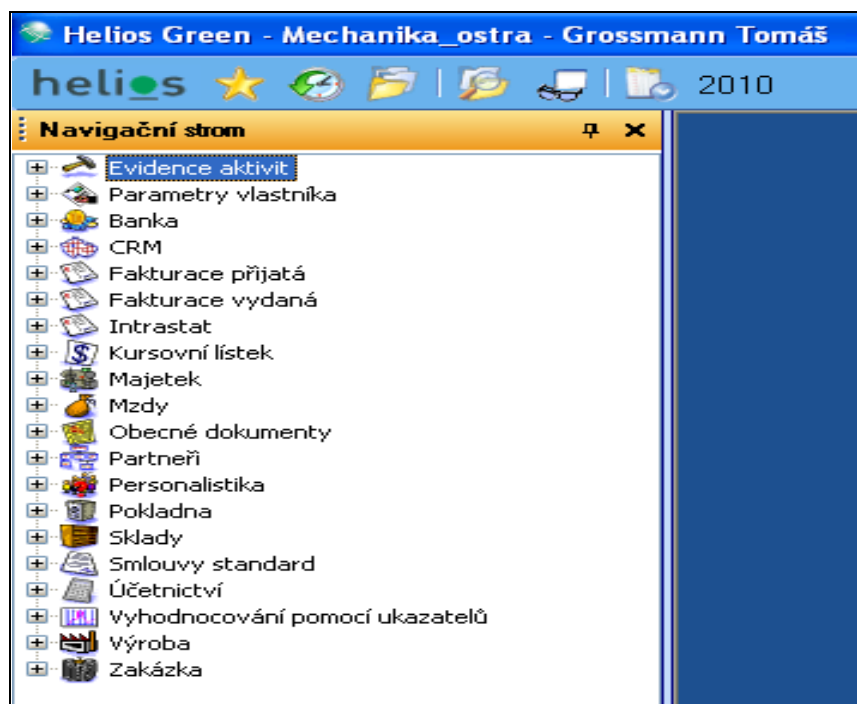 Helios Green - Mechanika_ostra - Grossmann Tomáš
helios 2010
Navigační strom
Evidence aktivit
Parametry vlastníka
Banka
CRM
Fakturace přijatá
Fakturace vydaná
Intrastat
Kursovní lístek
Majetek
Mzdy
Obecné dokumenty
Partneři
Personalistika
Pokladna
Sklady
Smlouvy standard
Účetnictví
Vyhodnocování pomocí ukazatelů
Výroba
Zakázka